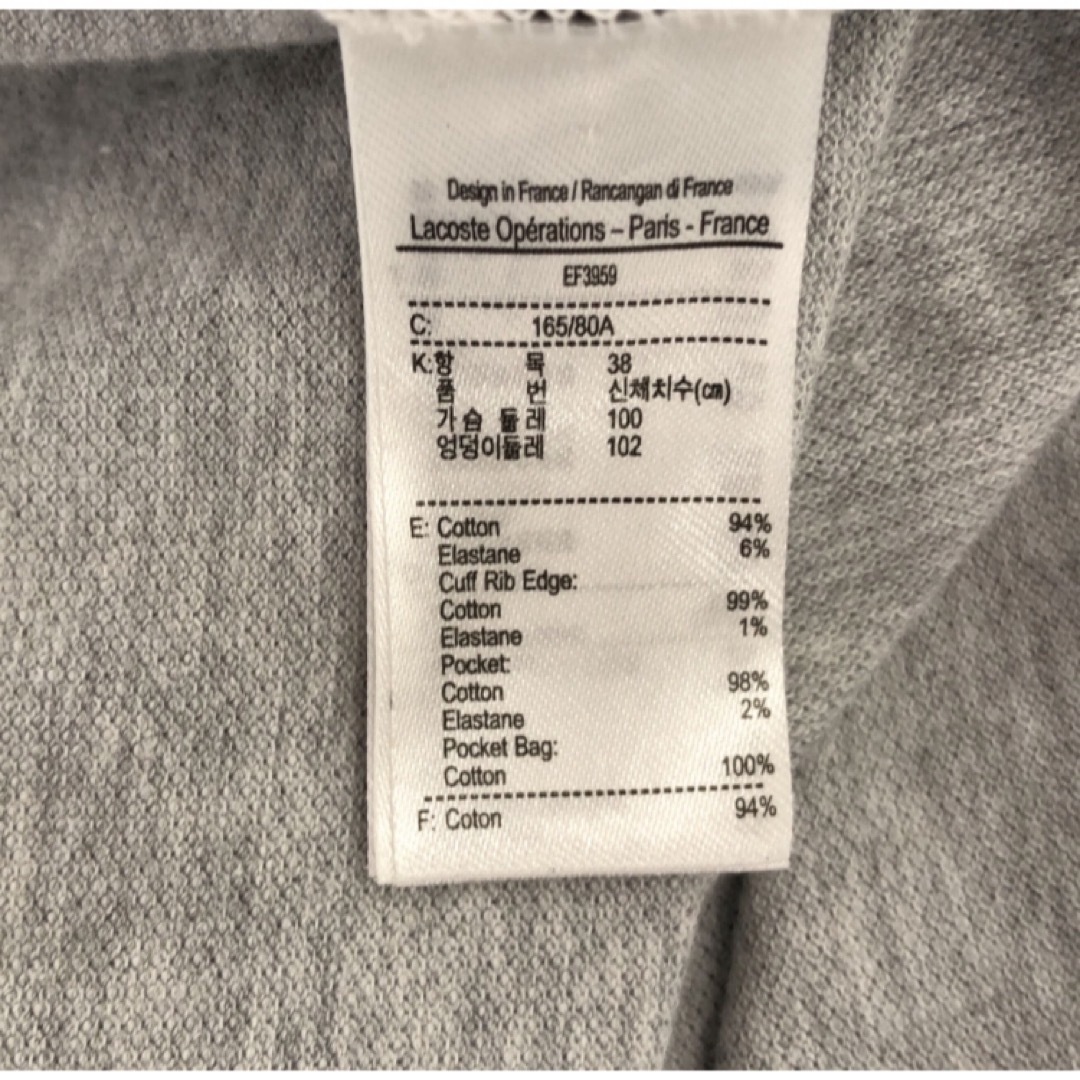 Design in France / Rancangan di France
Lacoste Opérations – Paris - France
EF3959
C: 165/80A
K:항 목 38
품 번 신체치수(㎝)
가슴 둘레 100
엉덩이둘레 102
E: Cotton 94%
Elastane 6%
Cuff Rib Edge:
Cotton 99%
Elastane 1%
Pocket:
Cotton 98%
Elastane 2%
Pocket Bag:
Cotton 100%
F: Coton 94%